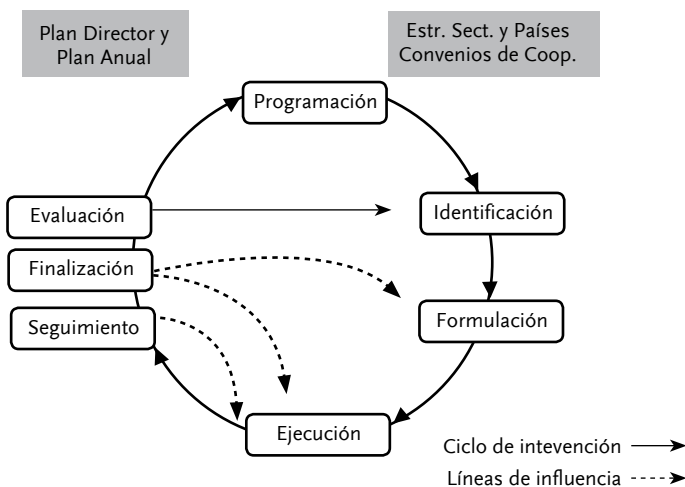 Plan Director y
Plan Anual
Estr. Sect. y Países
Convenios de Coop.
Programación
Evaluación
Identificación
Finalización
Formulación
Seguimiento
Ejecución
Ciclo de intevención
Líneas de influencia